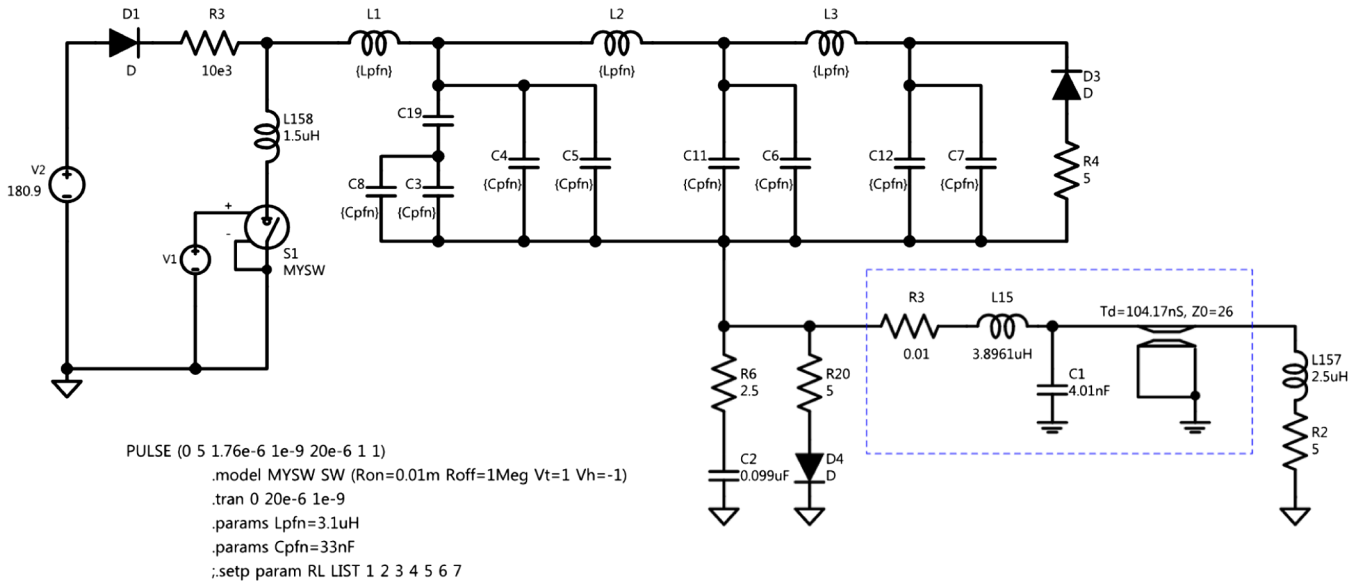 D1
R3
L1
L2
L3
D
10e3
{Lpfn}
{Lpfn}
{Lpfn}
D3
D
L158
1.5uH
C19
C4
C5
C11
C6
C12
C7
R4
5
V2
180.9
C8
C3
{Cpfn}
{Cpfn}
{Cpfn}
{Cpfn}
{Cpfn}
{Cpfn}
{Cpfn}
{Cpfn}
+
-
V1
S1
MYSW
R3
L15
Td=104.17nS, Z0=26
0.01
3.8961uH
R6
2.5
R20
5
C1
4.01nF
L157
2.5uH
R2
5
C2
0.099uF
D4
D
PULSE (0 5 1.76e-6 1e-9 20e-6 1 1)
.model MYSW SW (Ron=0.01m Roff=1Meg Vt=1 Vh=-1)
.tran 0 20e-6 1e-9
.params Lpfn=3.1uH
.params Cpfn=33nF
;.setp param RL LIST 1 2 3 4 5 6 7